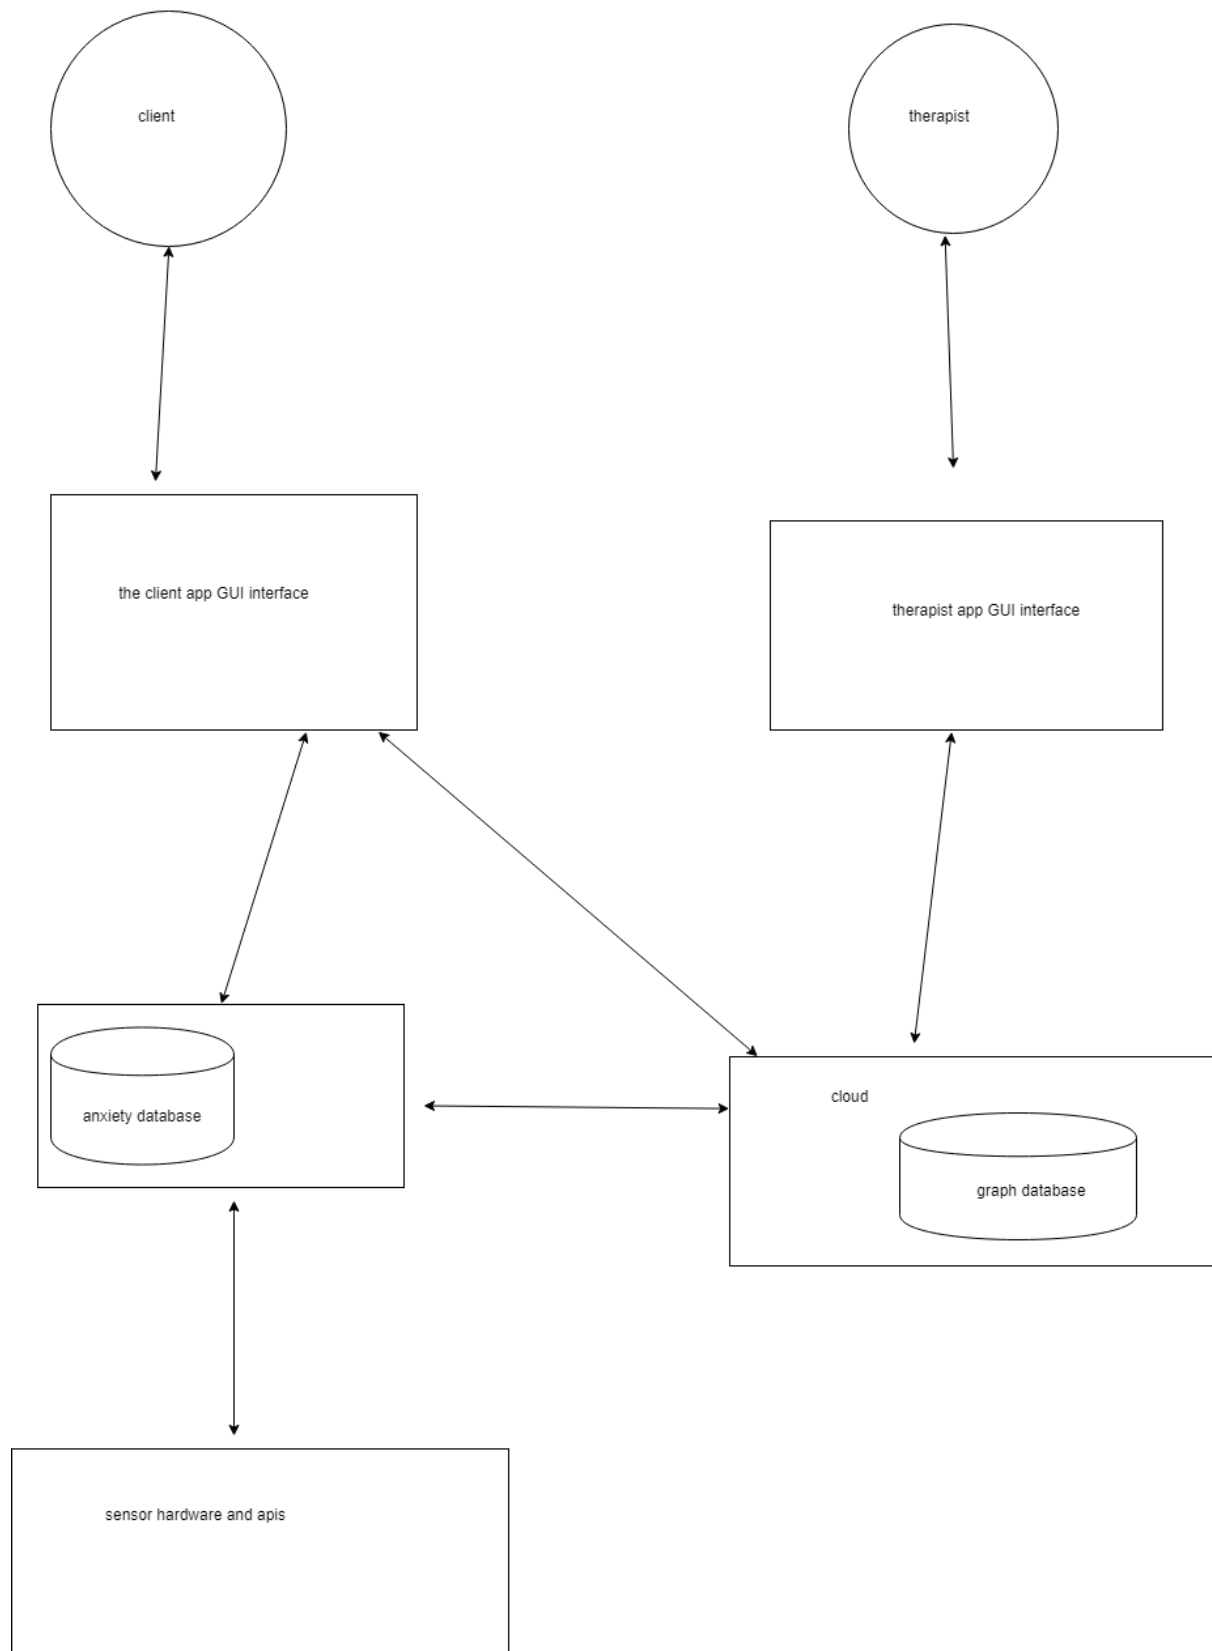 client
therapist
the client app GUI interface
therapist app GUI interface
anxiety database
cloud
graph database
sensor hardware and apis